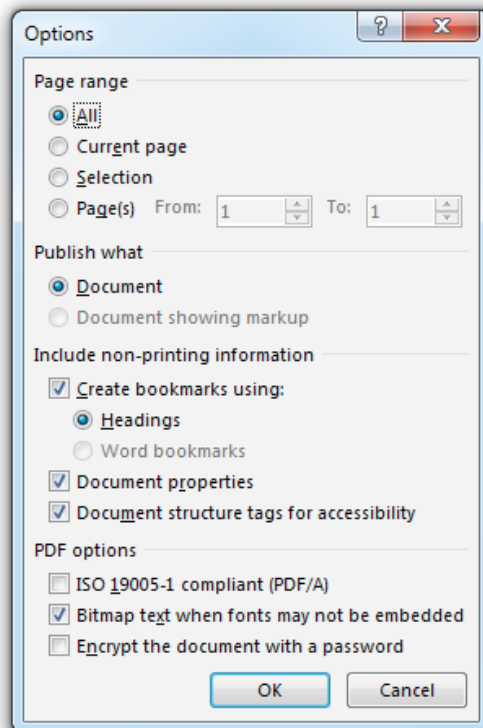 Options
Page range
All
Current page
Selection
Page(s) From: 1 To: 1
Publish what
Document
Document showing markup
Include non-printing information
Create bookmarks using:
Headings
Word bookmarks
Document properties
Document structure tags for accessibility
PDF options
ISO 19005-1 compliant (PDF/A)
Bitmap text when fonts may not be embedded
Encrypt the document with a password
OK Cancel